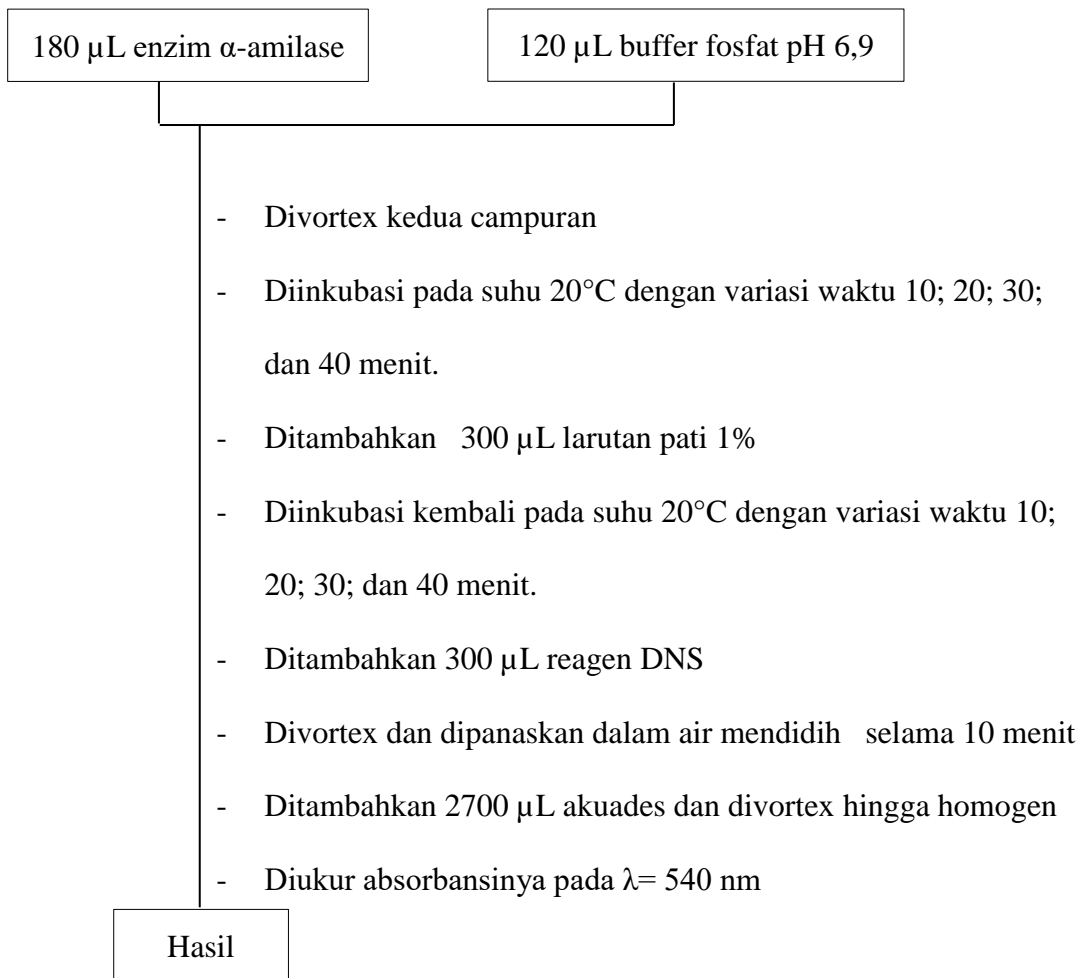 180 µL enzim α-amilase
120 µL buffer fosfat pH 6,9
- Divortex kedua campuran
- Diinkubasi pada suhu 20°C dengan variasi waktu 10; 20; 30;
dan 40 menit.
- Ditambahkan 300 µL larutan pati 1%
- Diinkubasi kembali pada suhu 20°C dengan variasi waktu 10;
20; 30; dan 40 menit.
- Ditambahkan 300 µL reagen DNS
- Divortex dan dipanaskan dalam air mendidih selama 10 menit
- Ditambahkan 2700 µL akuades dan divortex hingga homogen
- Diukur absorbansinya pada λ= 540 nm
Hasil